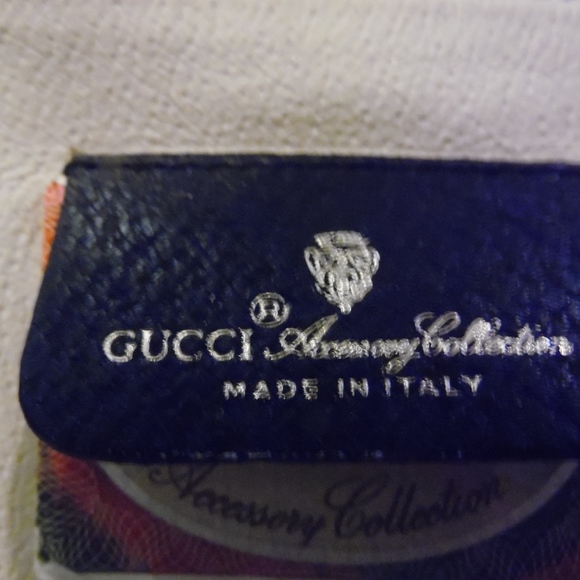 Ⓡ
GUCCI Accessory Collection
MADE IN ITALY
Accessory Collection